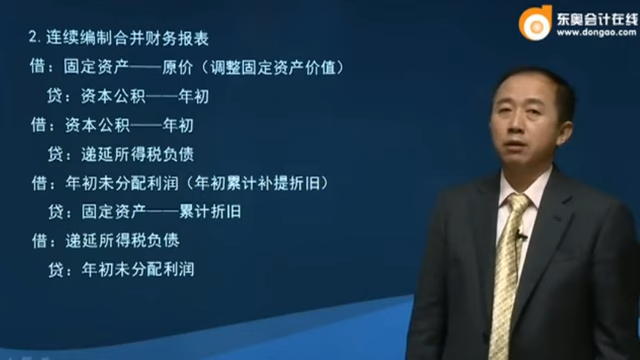 东奥会计在线
www.dongao.com
2.连续编制合并财务报表
借：固定资产——原价（调整固定资产价值）
贷：资本公积——年初
借：资本公积——年初
贷：递延所得税负债
借：年初未分配利润（年初累计补提折旧）
贷：固定资产——累计折旧
借：递延所得税负债
贷：年初未分配利润